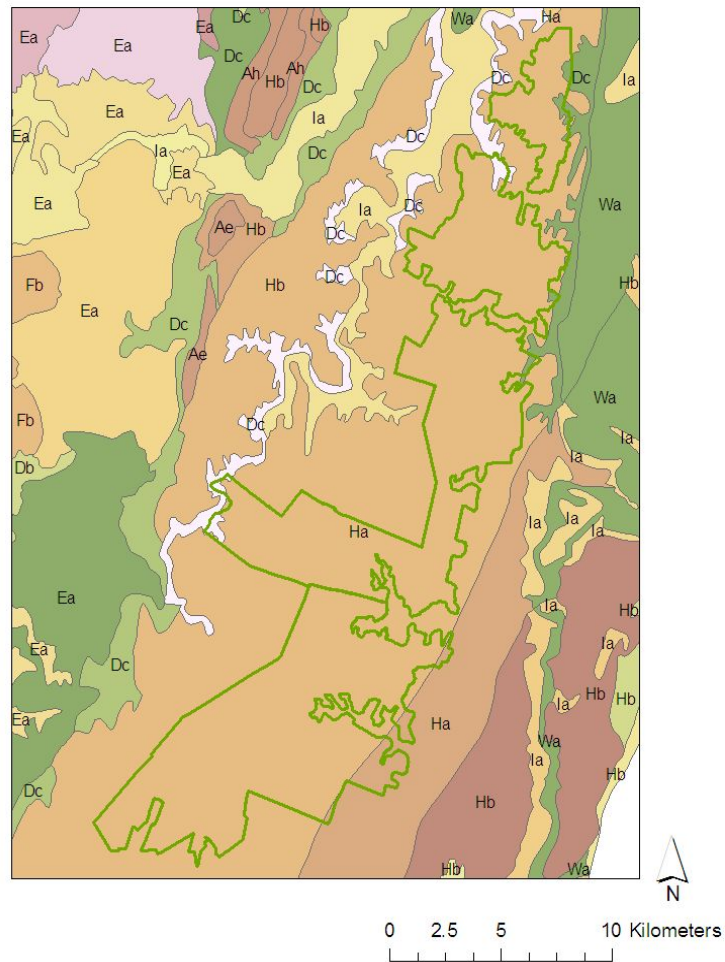 Ea Ea Ea Dc Hb Wa Ha
Dc Ah Hb Ah Dc Dc Dc Ia
Ea Ia
Ea Ia Ea Dc Dc
Ea Ae Hb Dc Ia Dc Wa
Fb Ea Hb Dc Hb
Dc
Ae
Fb Dc Wa
Db Ia Ia
Ha Ia Ia Ia
Ea Ia Hb
Ea Dc Ia
Ea Ha Ia Hb Hb
Wa
Dc Hb Ia Hb
Hb Wa
N
0 2.5 5 10 Kilometers